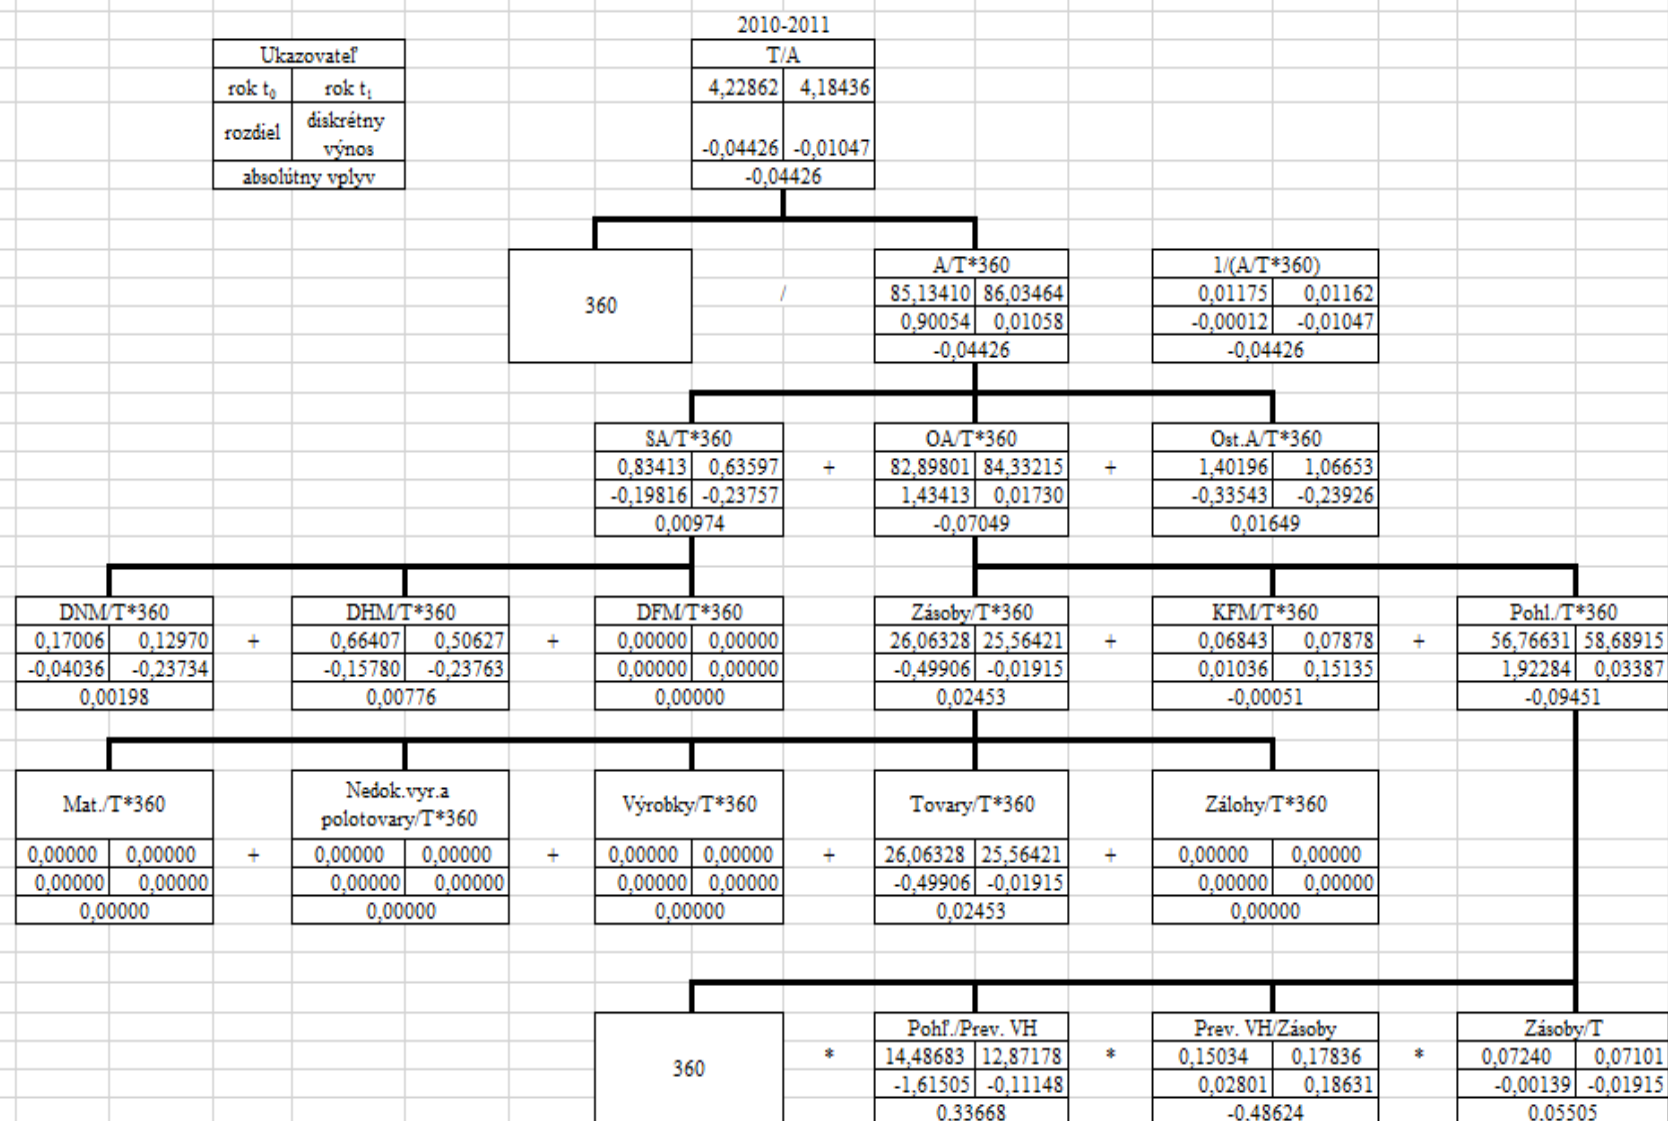 2010-2011
Ukazovateľ
T/A
rok t₀ rok t₁
4,22862 4,18436
rozdiel diskrétny
výnos
-0,04426 -0,01047
absolútny vplyv
-0,04426
360
/
A/T*360
1/(A/T*360)
85,13410 86,03464
0,01175 0,01162
0,90054 0,01058
-0,00012 -0,01047
-0,04426
-0,04426
SA/T*360
OA/T*360
Ost.A/T*360
0,83413 0,63597 + 82,89801 84,33215 + 1,40196 1,06653
-0,19816 -0,23757 1,43413 0,01730 -0,33543 -0,23926
0,00974 -0,07049 0,01649
DNM/T*360 DHM/T*360 DFM/T*360 Zásoby/T*360 KFM/T*360 Pohl./T*360
0,17006 0,12970 + 0,66407 0,50627 + 0,00000 0,00000 26,06328 25,56421 + 0,06843 0,07878 + 56,76631 58,68915
-0,04036 -0,23734 -0,15780 -0,23763 0,00000 0,00000 -0,49906 -0,01915 0,01036 0,15135 1,92284 0,03387
0,00198 0,00776 0,00000 0,02453 -0,00051 -0,09451
Mat./T*360
Nedok.vyr.a
polotovary/T*360
Výrobky/T*360
Tovary/T*360
Zálohy/T*360
0,00000 0,00000 + 0,00000 0,00000 + 0,00000 0,00000 + 26,06328 25,56421 + 0,00000 0,00000
0,00000 0,00000 0,00000 0,00000 0,00000 0,00000 -0,49906 -0,01915 0,00000 0,00000
0,00000 0,00000 0,00000 0,02453 0,00000
360
Pohľ./Prev. VH Prev. VH/Zásoby Zásoby/T
* 14,48683 12,87178 * 0,15034 0,17836 * 0,07240 0,07101
-1,61505 -0,11148 0,02801 0,18631 -0,00139 -0,01915
0,33668 -0,48624 0,05505